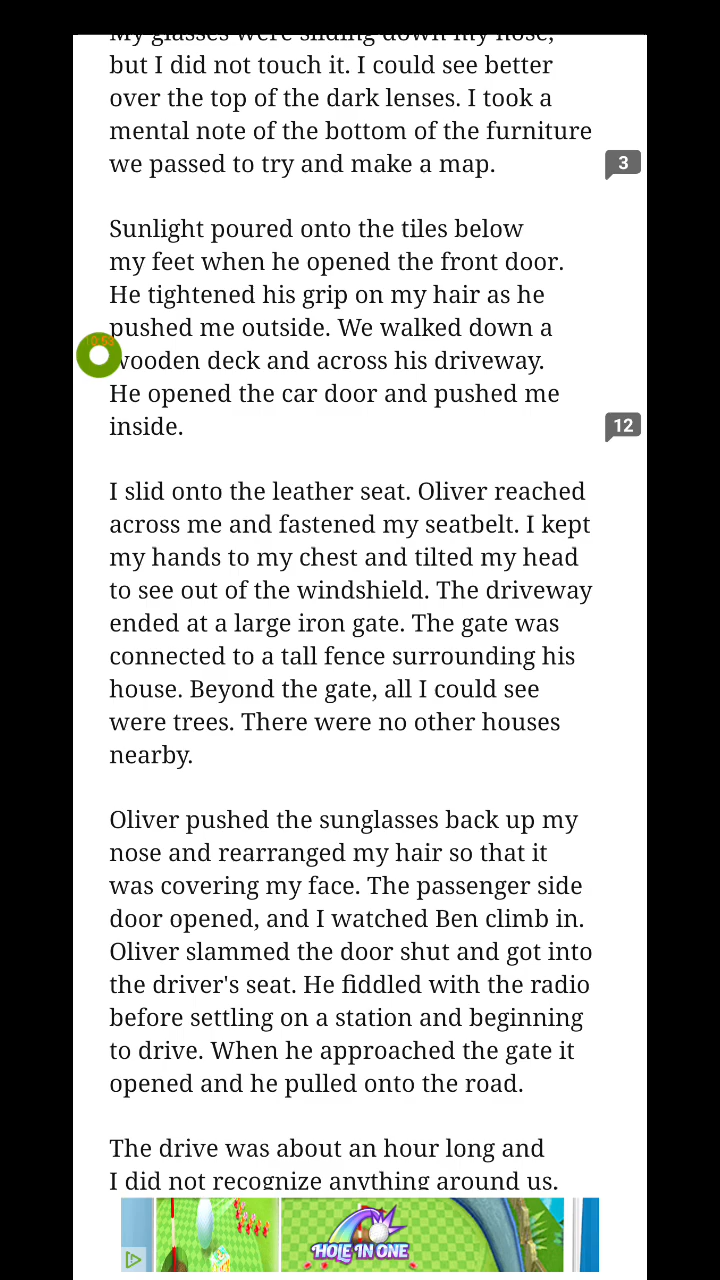 My glasses were sliding down my nose,
but I did not touch it. I could see better
over the top of the dark lenses. I took a
mental note of the bottom of the furniture
we passed to try and make a map.
3
Sunlight poured onto the tiles below
my feet when he opened the front door.
He tightened his grip on my hair as he
pushed me outside. We walked down a
wooden deck and across his driveway.
He opened the car door and pushed me
inside.
12
I slid onto the leather seat. Oliver reached
across me and fastened my seatbelt. I kept
my hands to my chest and tilted my head
to see out of the windshield. The driveway
ended at a large iron gate. The gate was
connected to a tall fence surrounding his
house. Beyond the gate, all I could see
were trees. There were no other houses
nearby.
Oliver pushed the sunglasses back up my
nose and rearranged my hair so that it
was covering my face. The passenger side
door opened, and I watched Ben climb in.
Oliver slammed the door shut and got into
the driver's seat. He fiddled with the radio
before settling on a station and beginning
to drive. When he approached the gate it
opened and he pulled onto the road.
The drive was about an hour long and
I did not recognize anything around us.
HOLE IN ONE